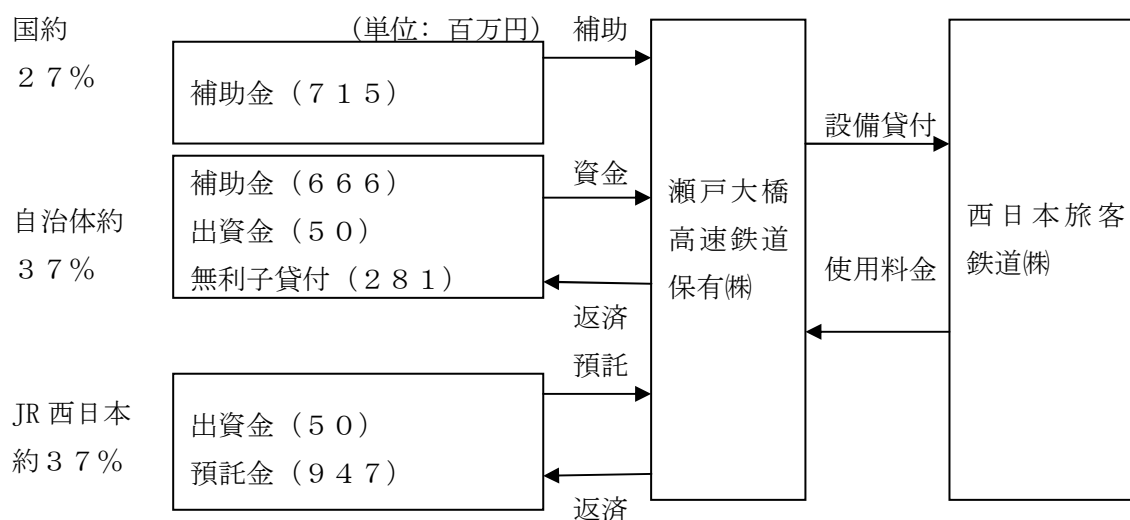 国約
２７％
（単位：百万円）
補助金（７１５）
補助
自治体約
３７％
補助金（６６６）
出資金（５０）
無利子貸付（２８１）
資金
返済
JR 西日本
約３７％
出資金（５０）
預託金（９４７）
預託
返済
瀬戸大橋
高速鉄道
保有㈱
設備貸付
使用料金
西日本旅客
鉄道㈱